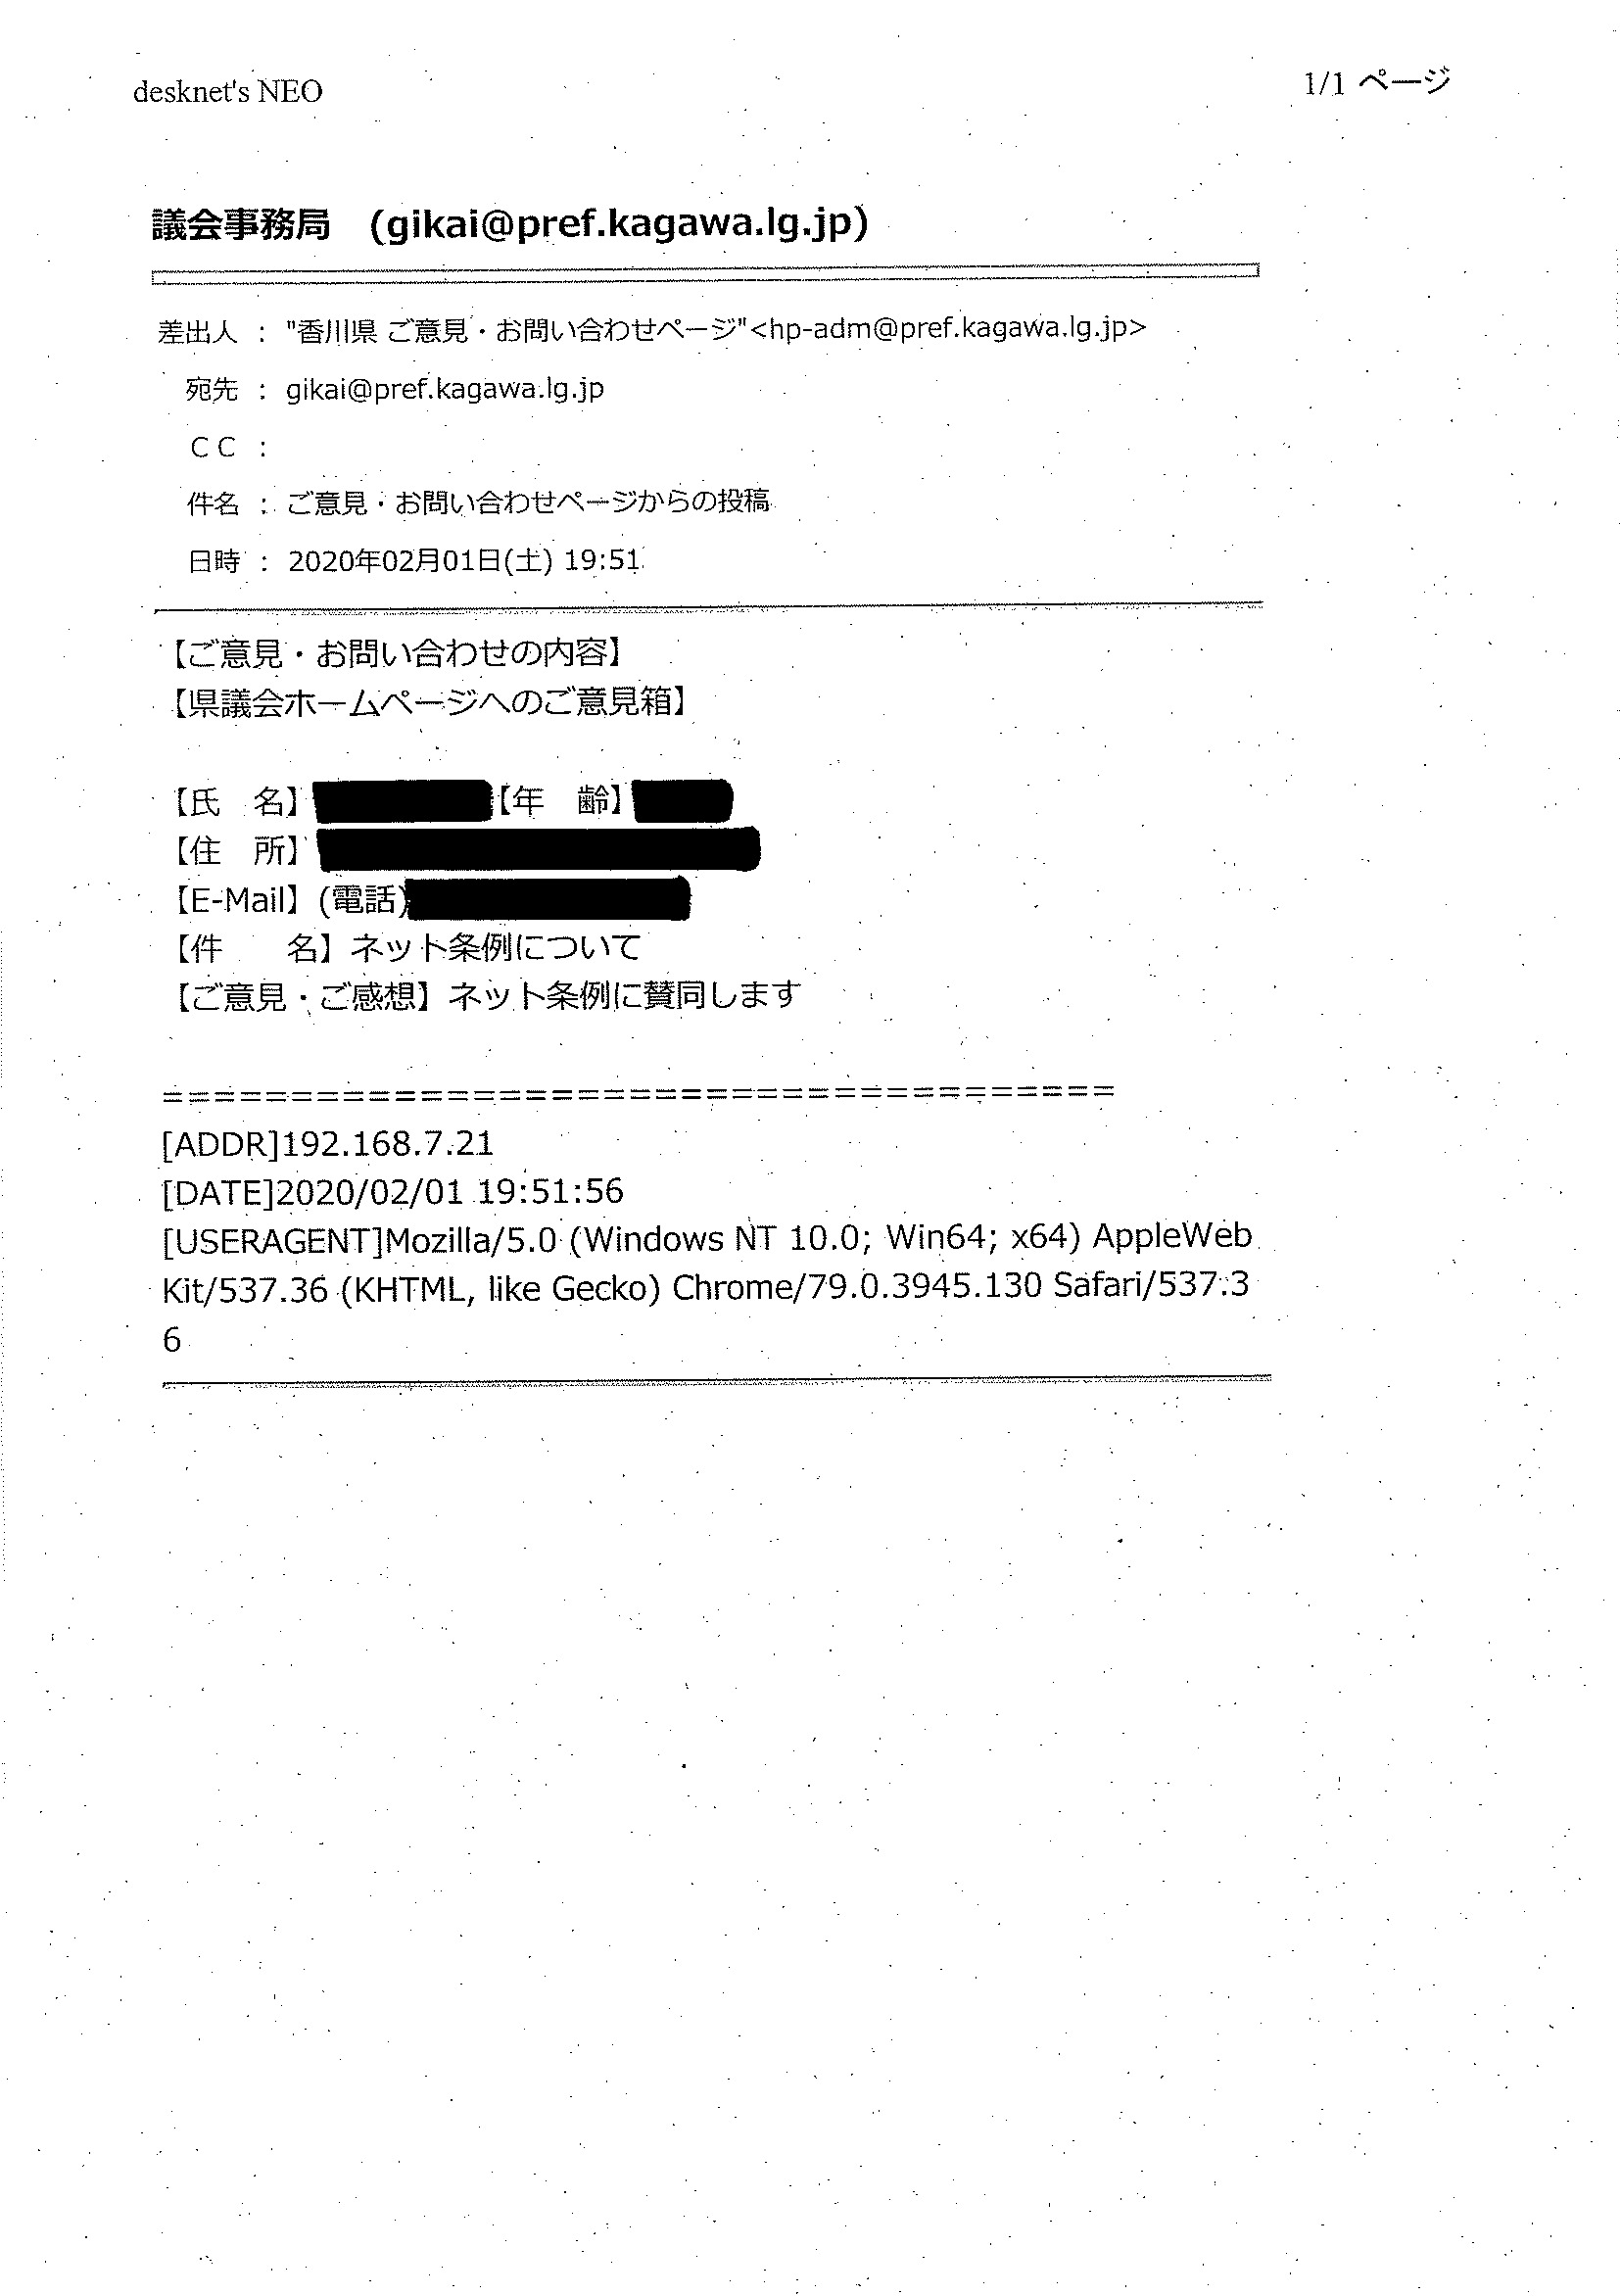 desknet's NEO
1/1 ページ
議会事務局　(gikai@pref.kagawa.lg.jp)
差出人 ： "香川県 ご意見・お問い合わせページ"<hp-adm@pref.kagawa.lg.jp>
宛先 ： gikai@pref.kagawa.lg.jp
ＣＣ ：
件名 ： ご意見・お問い合わせページからの投稿
日時 ： 2020年02月01日(土) 19:51
【ご意見・お問い合わせの内容】
【県議会ホームページへのご意見箱】
【氏　名】【年　齢】
【住　所】
【E-Mail】(電話)
【件　　名】ネット条例について
【ご意見・ご感想】ネット条例に賛同します
=====================================
[ADDR]192.168.7.21
[DATE]2020/02/01 19:51:56
[USERAGENT]Mozilla/5.0 (Windows NT 10.0; Win64; x64) AppleWeb
Kit/537.36 (KHTML, like Gecko) Chrome/79.0.3945.130 Safari/537.3
6